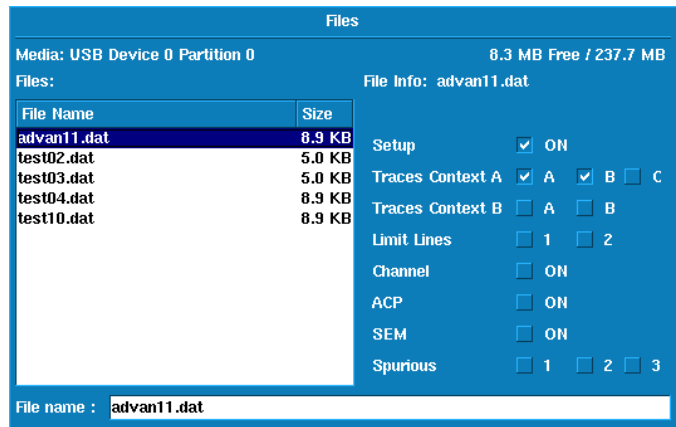 Files
Media: USB Device 0 Partition 0 8.3 MB Free / 237.7 MB
Files: File Info: advan11.dat
File Name Size
advan11.dat 8.9 KB
test02.dat 5.0 KB
test03.dat 5.0 KB
test04.dat 8.9 KB
test10.dat 8.9 KB
Setup ON
Traces Context A A B C
Traces Context B A B
Limit Lines 1 2
Channel ON
ACP ON
SEM ON
Spurious 1 2 3
File name : advan11.dat